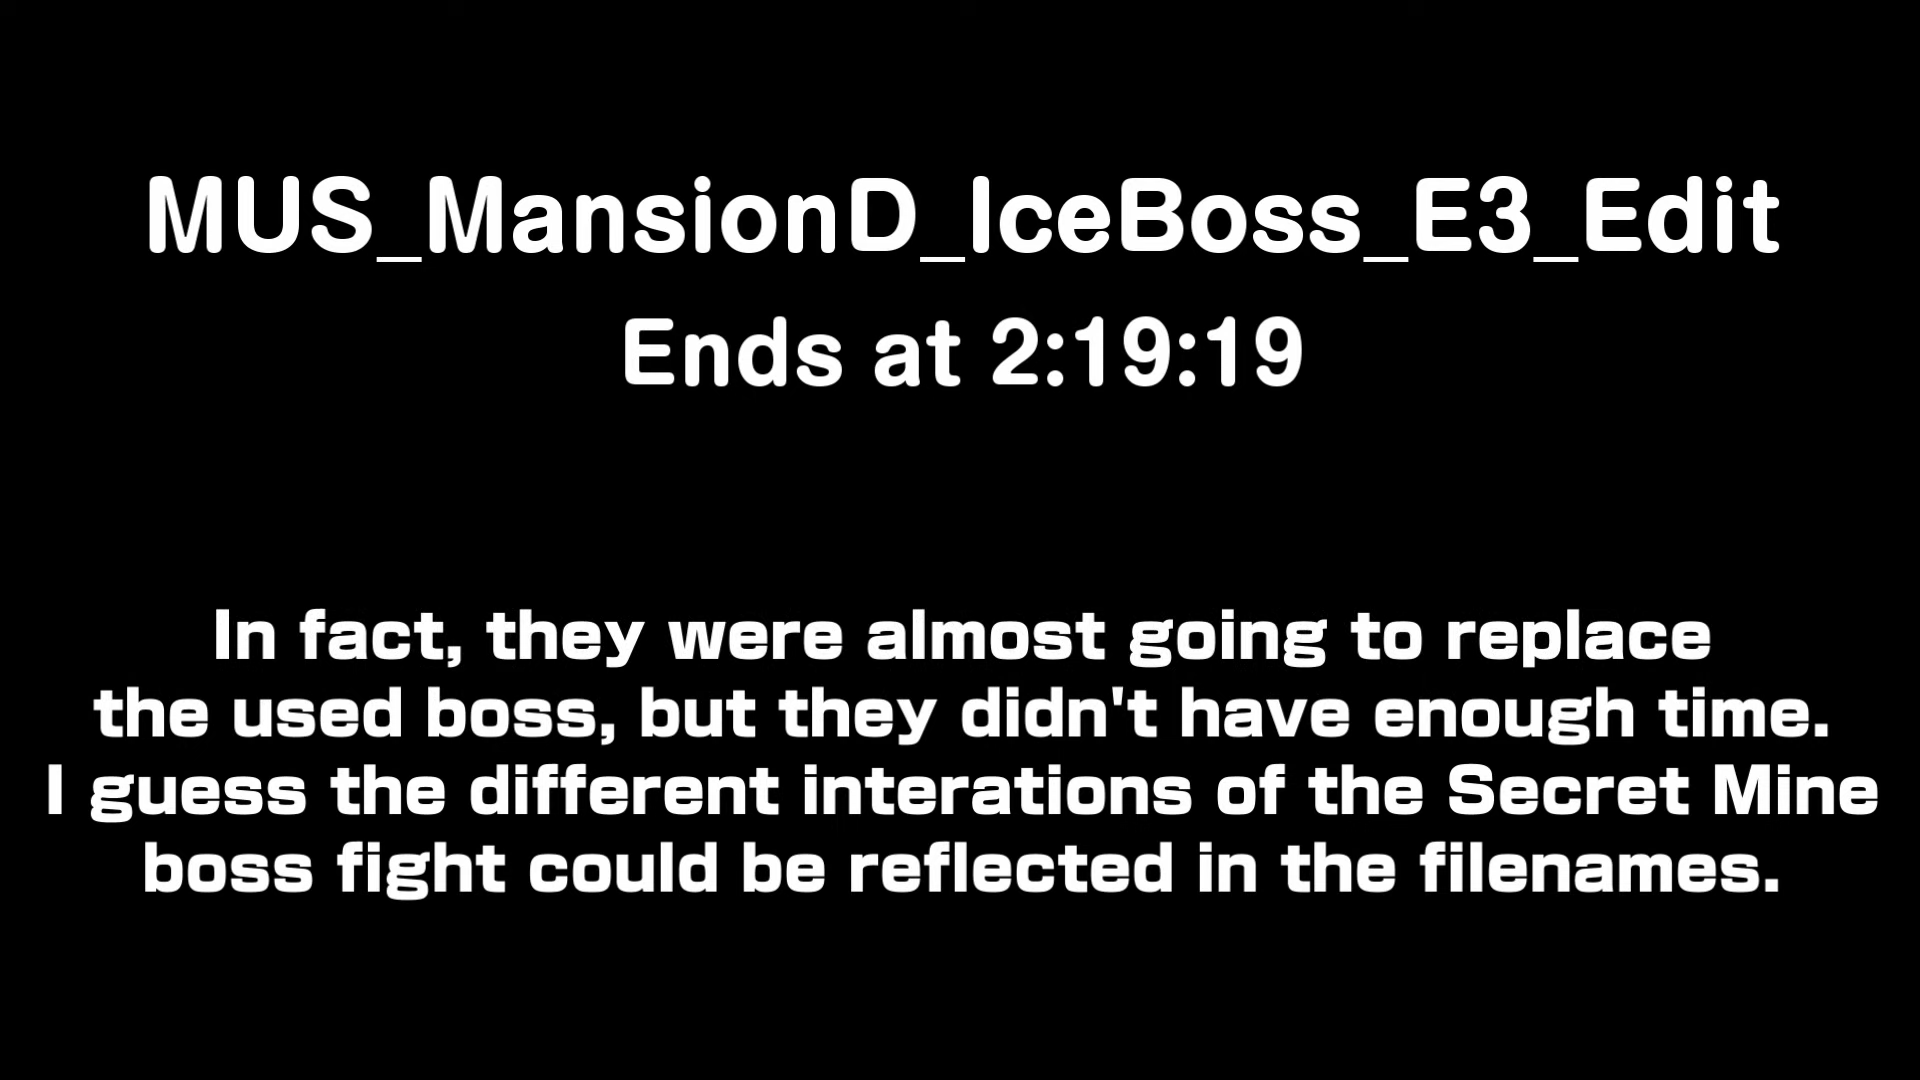 MUS_MansionD_IceBoss_E3_Edit
Ends at 2:19:19
In fact, they were almost going to replace
the used boss, but they didn't have enough time.
I guess the different interations of the Secret Mine
boss fight could be reflected in the filenames.